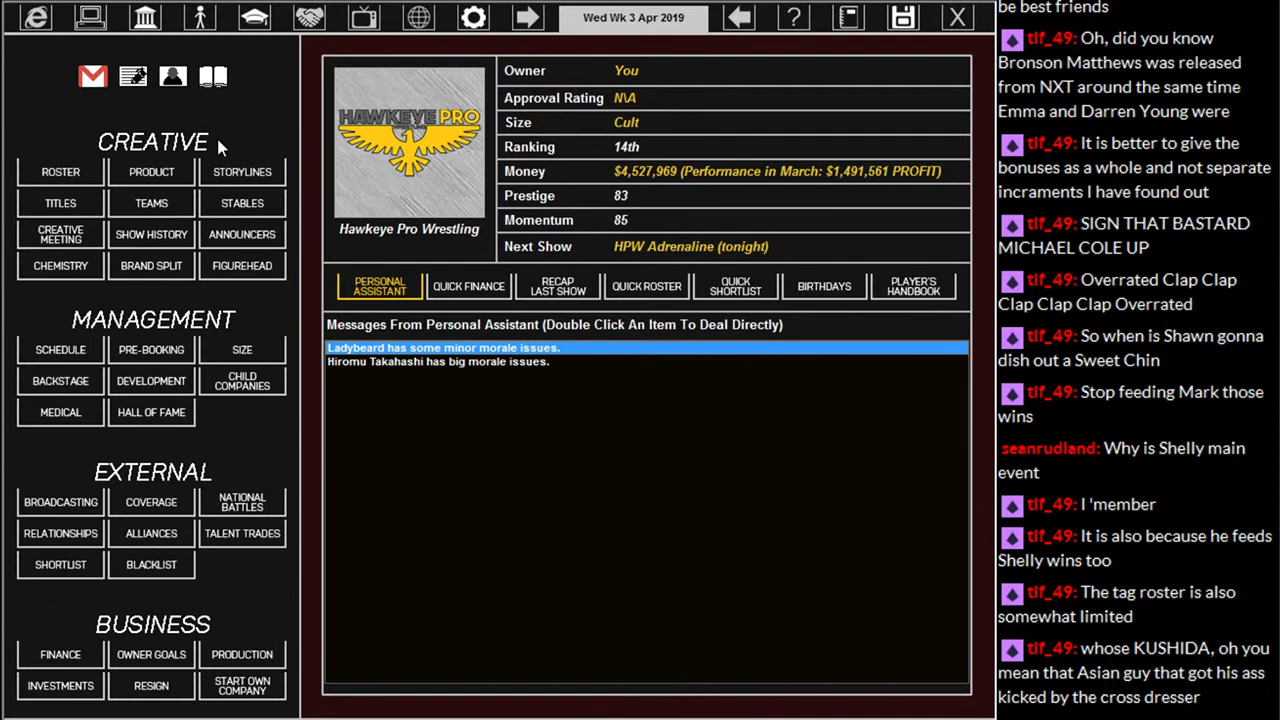 Wed Wk 3 Apr 2019
?
X
CREATIVE
ROSTER
PRODUCT
STORYLINES
TITLES
TEAMS
STABLES
CREATIVE
MEETING
SHOW HISTORY
ANNOUNCERS
CHEMISTRY
BRAND SPLIT
FIGUREHEAD
MANAGEMENT
SCHEDULE
PRE-BOOKING
SIZE
BACKSTAGE
DEVELOPMENT
CHILD
COMPANIES
MEDICAL
HALL OF FAME
EXTERNAL
BROADCASTING
COVERAGE
NATIONAL
BATTLES
RELATIONSHIPS
ALLIANCES
TALENT TRADES
SHORTLIST
BLACKLIST
BUSINESS
FINANCE
OWNER GOALS
PRODUCTION
INVESTMENTS
RESIGN
START OWN
COMPANY
HAWKEYE PRO
Hawkeye Pro Wrestling
Owner You
Approval Rating N\A
Size Cult
Ranking 14th
Money $4,527,969 (Performance in March: $1,491,561 PROFIT)
Prestige 83
Momentum 85
Next Show HPW Adrenaline (tonight)
PERSONAL
ASSISTANT
QUICK FINANCE
RECAP
LAST SHOW
QUICK ROSTER
QUICK
SHORTLIST
BIRTHDAYS
PLAYER'S
HANDBOOK
Messages From Personal Assistant (Double Click An Item To Deal Directly)
Ladybeard has some minor morale issues.
Hiromu Takahashi has big morale issues.
be best friends
tlf_49: Oh, did you know
Bronson Matthews was released
from NXT around the same time
Emma and Darren Young were
tlf_49: It is better to give the
bonuses as a whole and not separate
incraments I have found out
tlf_49: SIGN THAT BASTARD
MICHAEL COLE UP
tlf_49: Overrated Clap Clap
Clap Clap Clap Overrated
tlf_49: So when is Shawn gonna
dish out a Sweet Chin
tlf_49: Stop feeding Mark those
wins
seanrudland: Why is Shelly main
event
tlf_49: I 'member
tlf_49: It is also because he feeds
Shelly wins too
tlf_49: The tag roster is also
somewhat limited
tlf_49: whose KUSHIDA, oh you
mean that Asian guy that got his ass
kicked by the cross dresser